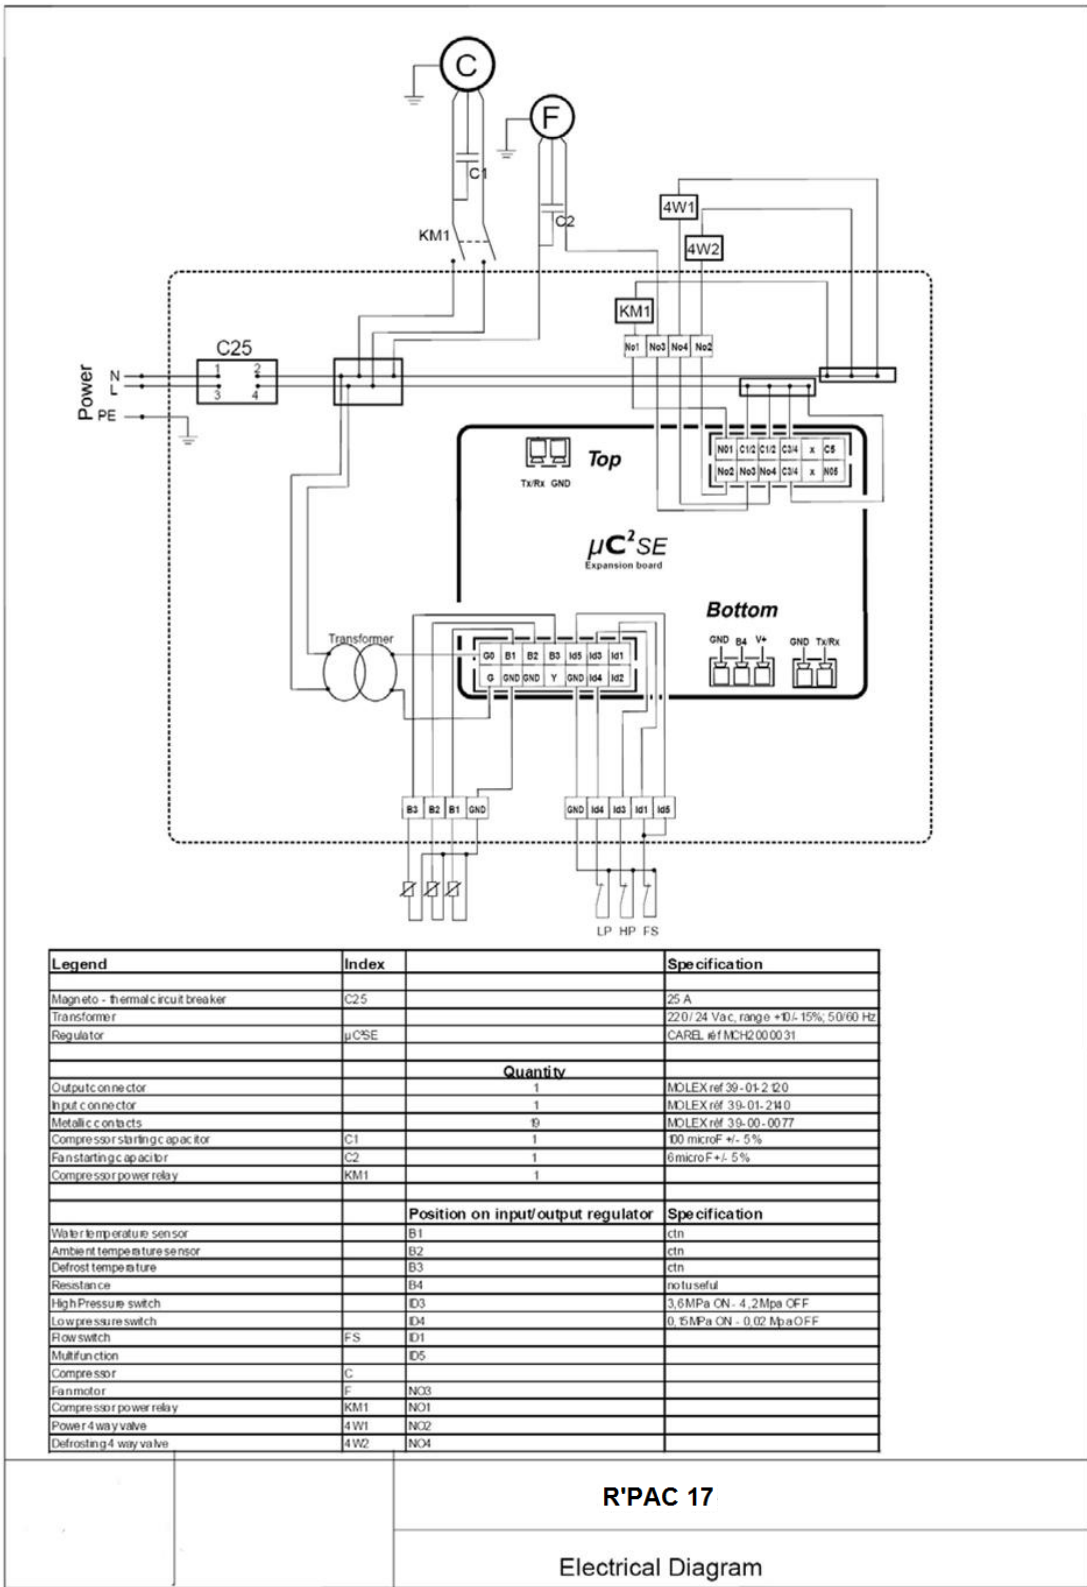 C
F
C1
C2
4W1
4W2
KM1
KM1
No1 No3 No4 No2
C25
1 2
3 4
Power
N
L
PE
Top
Tx/Rx GND
N01 C1/2 C1/2 C3/4 x C5
No2 No3 No4 C3/4 x N05
µC²SE
Expansion board
Bottom
GND B4 V+ GND Tx/Rx
Transformer
G0 B1 B2 B3 Id5 Id3 Id1
G GND GND Y GND Id4 Id2
B3 B2 B1 GND
GND Id4 Id3 Id1 Id5
LP HP FS
Legend Index Specification
Magneto - thermal circuit breaker C25 25 A
Transformer 220/ 24 Vac, range +10/- 15%; 50/60 Hz
Regulator µC²SE CAREL réf MCH2000031
Quantity
Output connector 1 MOLEX ref 39-01-2120
Input connector 1 MOLEX réf 39-01-2140
Metallic contacts 19 MOLEX réf 39-00-0077
Compressor starting capacitor C1 1 100 microF +/- 5%
Fan starting capacitor C2 1 6 microF +/- 5%
Compressor power relay KM1 1
Position on input/output regulator Specification
Water temperature sensor B1 ctn
Ambient temperature sensor B2 ctn
Defrost temperature B3 ctn
Resistance B4 not useful
High Pressure switch ID3 3,6MPa ON - 4,2Mpa OFF
Low pressure switch ID4 0,15MPa ON - 0,02 Mpa OFF
Flow switch FS ID1
Multifunction ID5
Compressor C
Fan motor F NO3
Compressor power relay KM1 NO1
Power 4 way valve 4W1 NO2
Defrosting 4 way valve 4W2 NO4
R'PAC 17
Electrical Diagram